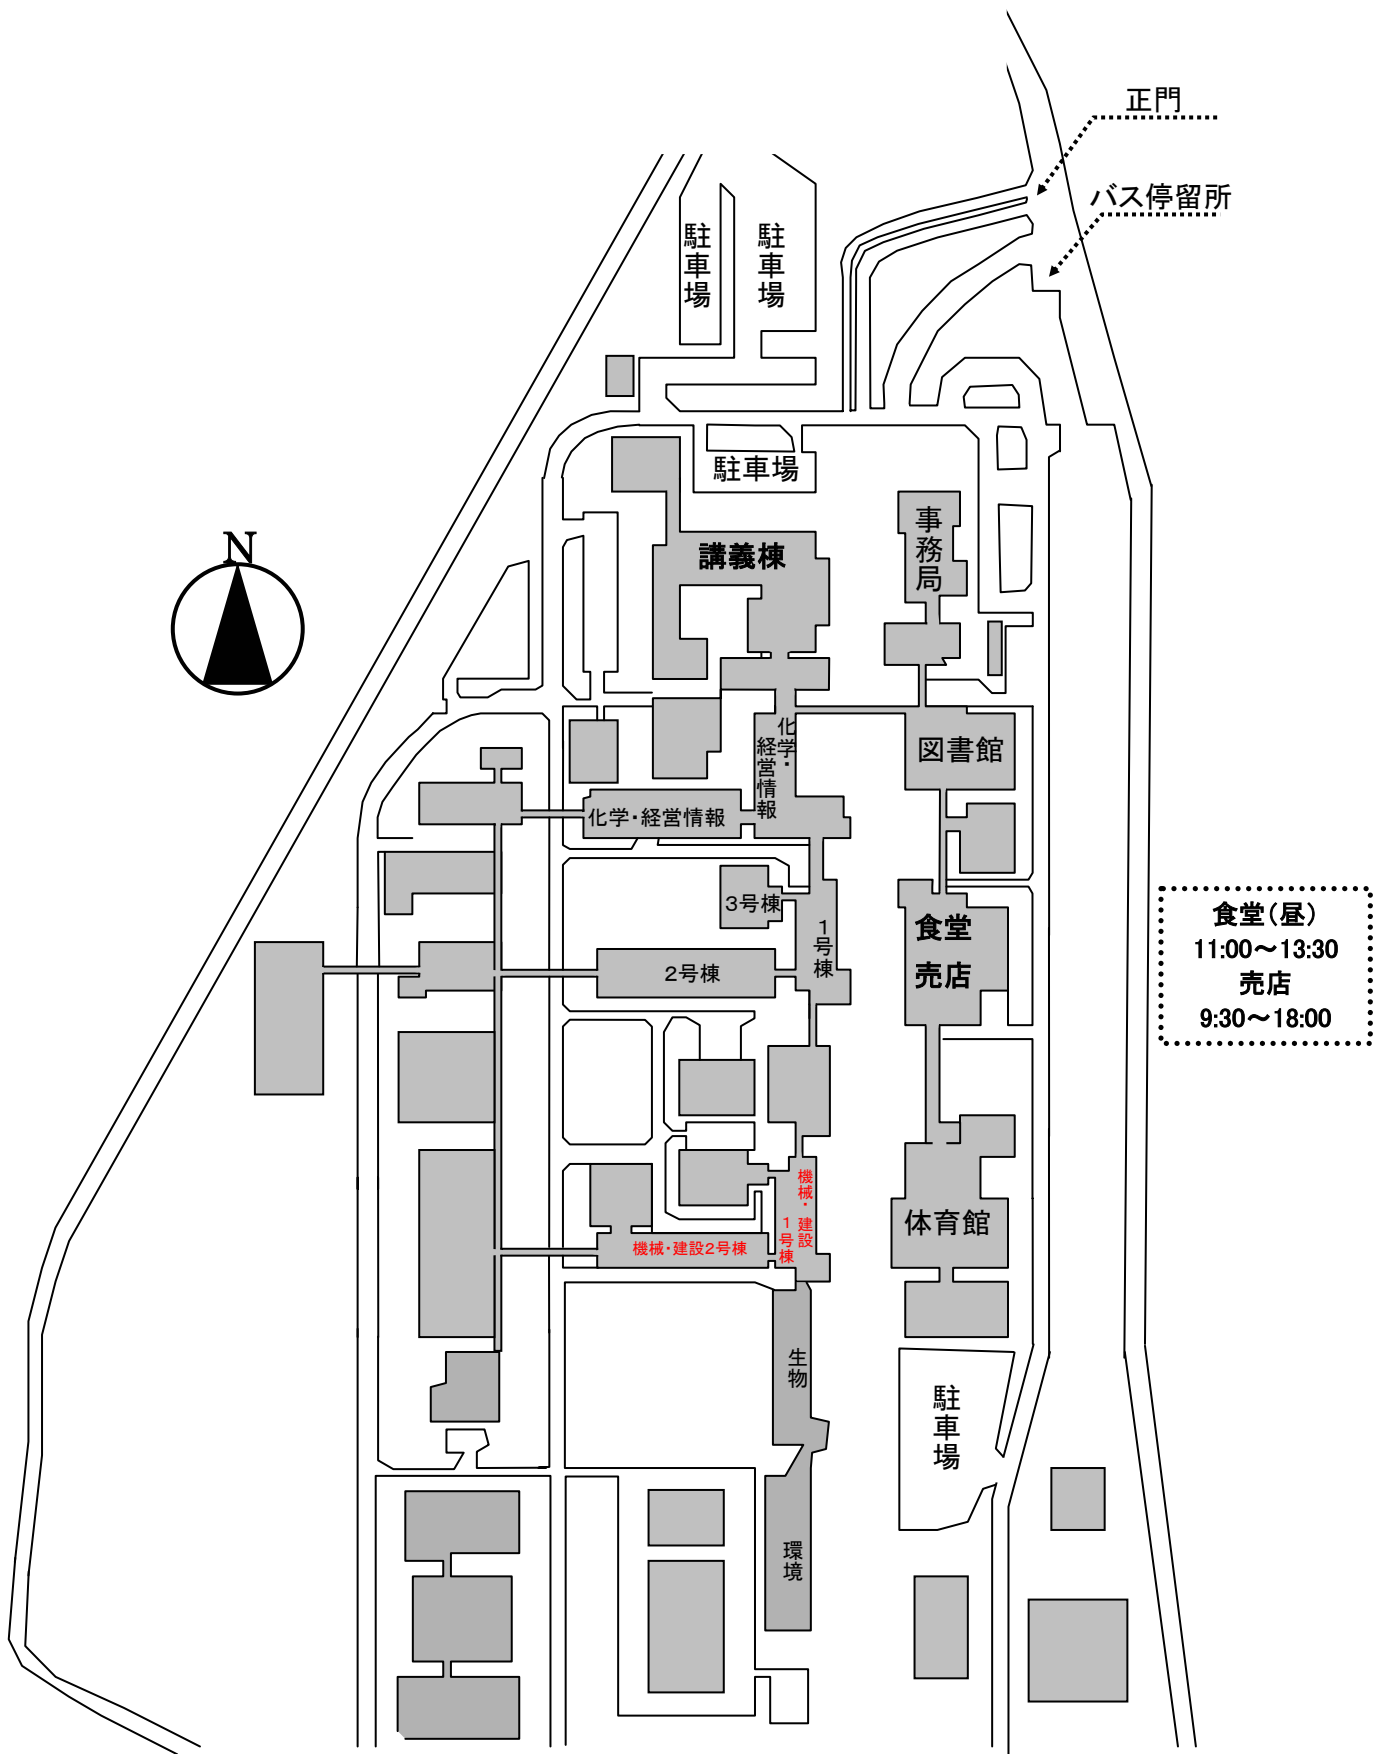 正門
バス停留所
駐車場
駐車場
駐車場
N
講義棟
事務局
化学・
経営情報
図書館
化学・経営情報
3号棟
1号棟
2号棟
食堂
売店
食堂(昼)
11:00～13:30
売店
9:30～18:00
機械・建設
1号棟
機械・建設2号棟
体育館
生物
駐車場
環境